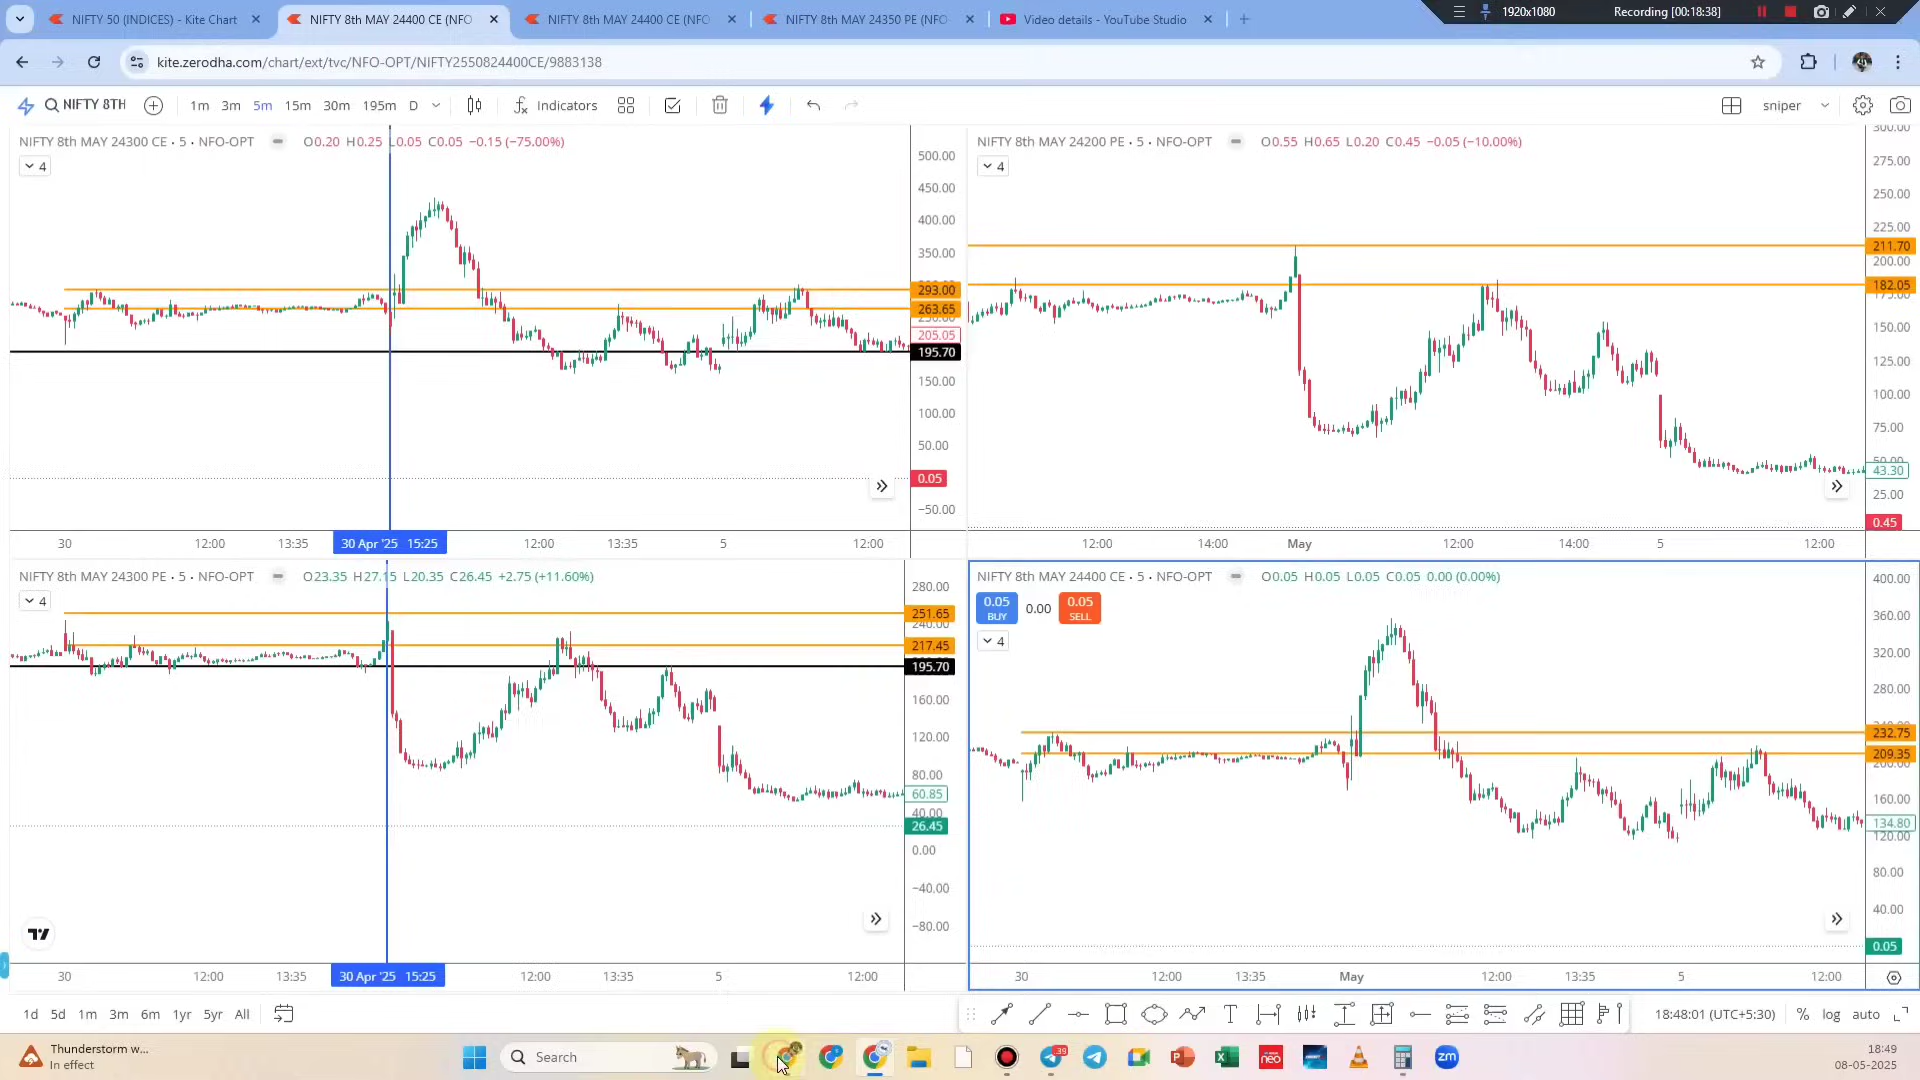 NIFTY 50 (INDICES) - Kite Chart
NIFTY 8th MAY 24400 CE (NFO
NIFTY 8th MAY 24400 CE (NFO
NIFTY 8th MAY 24350 PE (NFO
Video details - YouTube Studio
1920x1080
Recording [00:18:38]
kite.zerodha.com/chart/ext/tvc/NFO-OPT/NIFTY2550824400CE/9883138
NIFTY 8TH
1m 3m 5m 15m 30m 195m D
Indicators
sniper
NIFTY 8th MAY 24300 CE · 5 · NFO-OPT
O0.20 H0.25 L0.05 C0.05 −0.15 (−75.00%)
4
500.00
450.00
400.00
350.00
293.00
263.65
205.05
195.70
150.00
100.00
50.00
0.05
−50.00
30
12:00
13:35
30 Apr '25 15:25
12:00
13:35
5
12:00
NIFTY 8th MAY 24200 PE · 5 · NFO-OPT
O0.55 H0.65 L0.20 C0.45 −0.05 (−10.00%)
4
300.00
275.00
250.00
225.00
211.70
200.00
182.05
150.00
125.00
100.00
75.00
43.30
25.00
0.45
12:00
14:00
May
12:00
14:00
5
12:00
NIFTY 8th MAY 24300 PE · 5 · NFO-OPT
O23.35 H27.15 L20.35 C26.45 +2.75 (+11.60%)
4
280.00
251.65
217.45
195.70
160.00
120.00
80.00
60.85
40.00
26.45
0.00
−40.00
−80.00
30
12:00
13:35
30 Apr '25 15:25
12:00
13:35
5
12:00
NIFTY 8th MAY 24400 CE · 5 · NFO-OPT
O0.05 H0.05 L0.05 C0.05 0.00 (0.00%)
0.05
BUY
0.00
0.05
SELL
4
400.00
360.00
320.00
280.00
232.75
209.35
160.00
134.80
120.00
80.00
40.00
0.05
30
12:00
13:35
May
12:00
13:35
5
12:00
1d 5d 1m 3m 6m 1yr 5yr All
18:48:01 (UTC+5:30)
% log auto
Thunderstorm w...
In effect
Search
39
neo
zm
18:49
08-05-2025